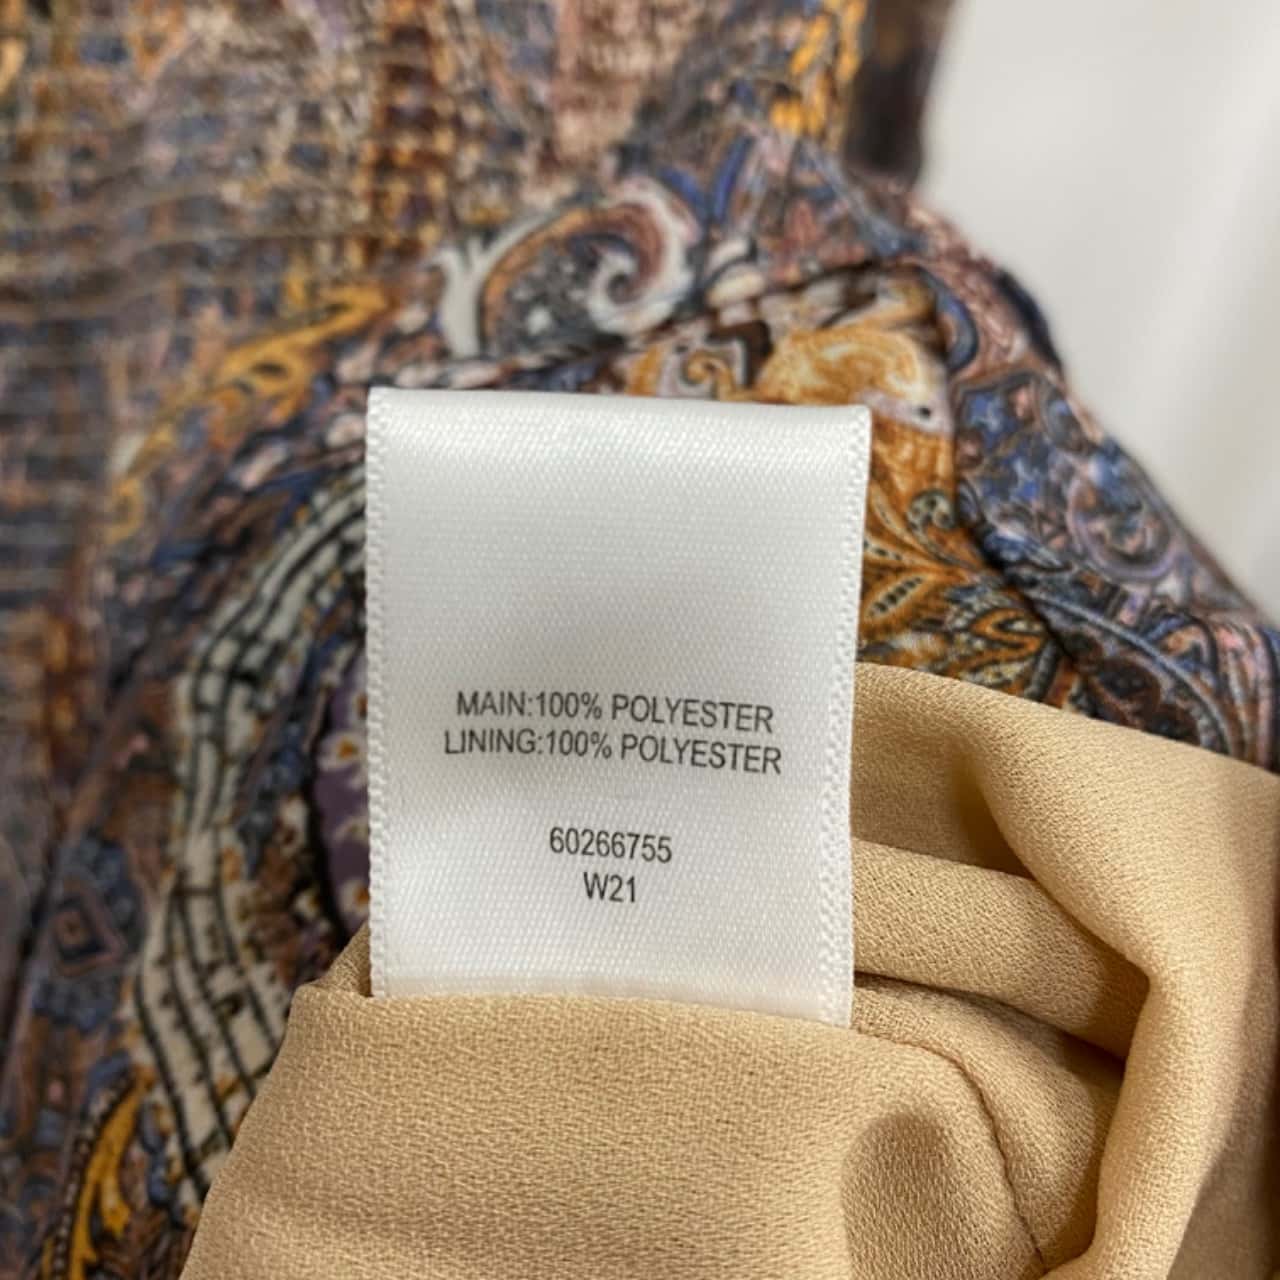 MAIN:100% POLYESTER
LINING:100% POLYESTER
60266755
W21